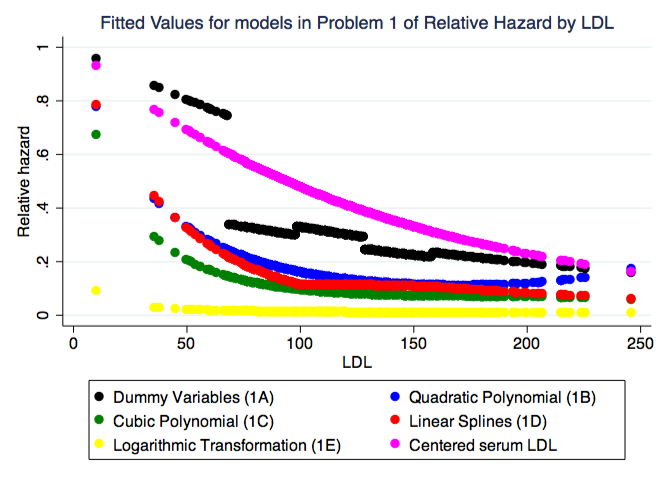 Fitted Values for models in Problem 1 of Relative Hazard by LDL
Relative hazard
1
.8
.6
.4
.2
0
0 50 100 150 200 250
LDL
Dummy Variables (1A) Quadratic Polynomial (1B)
Cubic Polynomial (1C) Linear Splines (1D)
Logarithmic Transformation (1E) Centered serum LDL